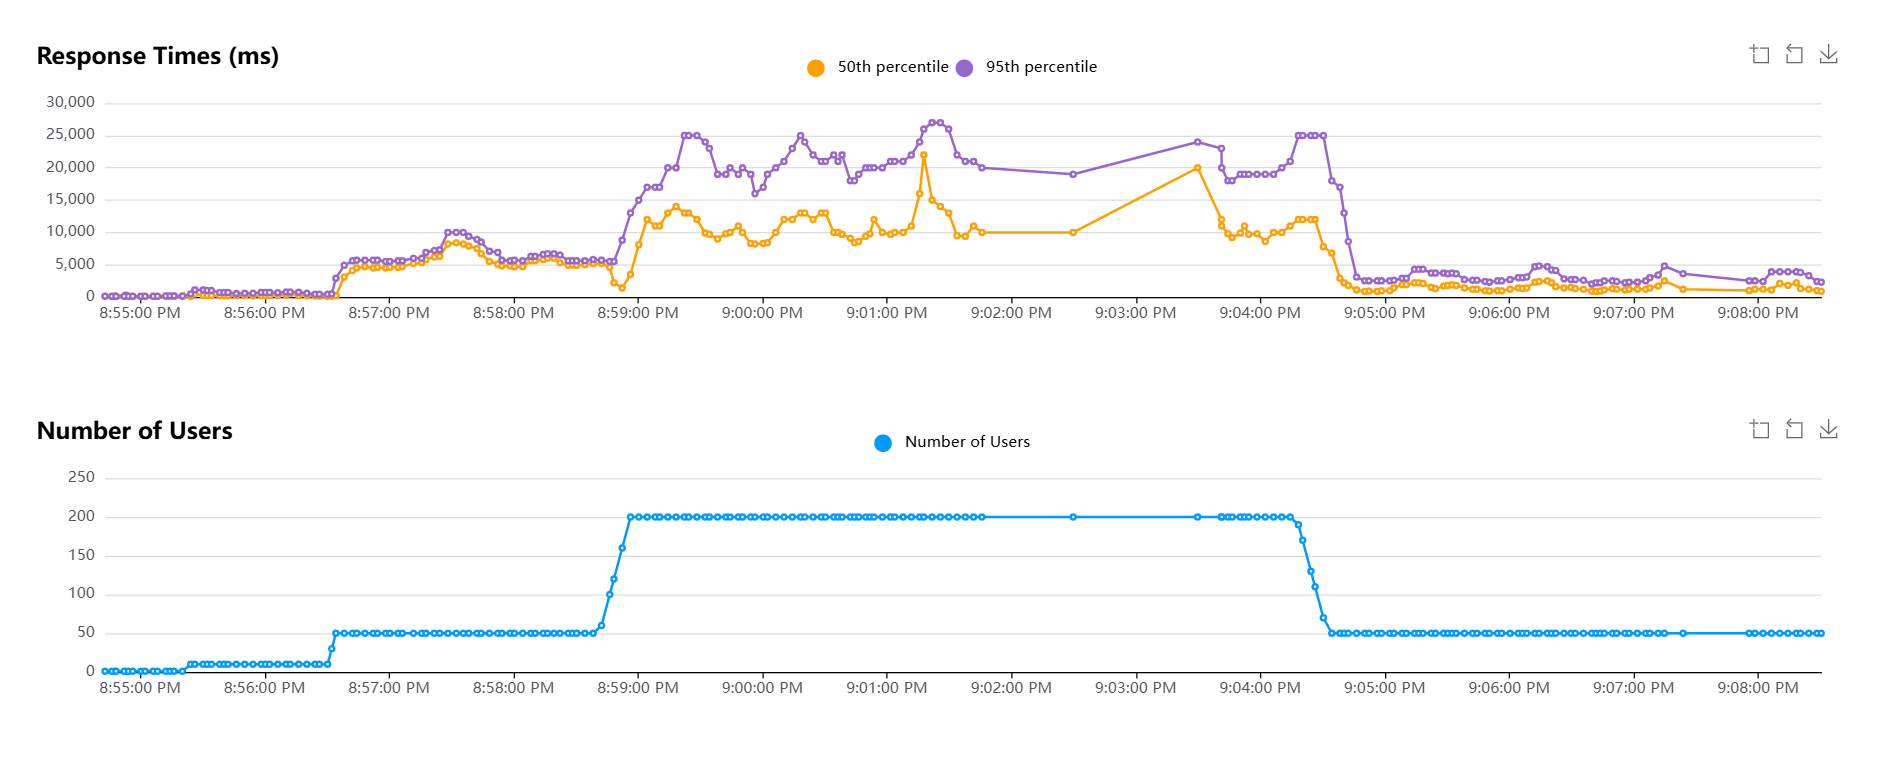 Response Times (ms)
50th percentile 95th percentile
30,000
25,000
20,000
15,000
10,000
5,000
0
8:55:00 PM 8:56:00 PM 8:57:00 PM 8:58:00 PM 8:59:00 PM 9:00:00 PM 9:01:00 PM 9:02:00 PM 9:03:00 PM 9:04:00 PM 9:05:00 PM 9:06:00 PM 9:07:00 PM 9:08:00 PM
Number of Users
Number of Users
250
200
150
100
50
0
8:55:00 PM 8:56:00 PM 8:57:00 PM 8:58:00 PM 8:59:00 PM 9:00:00 PM 9:01:00 PM 9:02:00 PM 9:03:00 PM 9:04:00 PM 9:05:00 PM 9:06:00 PM 9:07:00 PM 9:08:00 PM